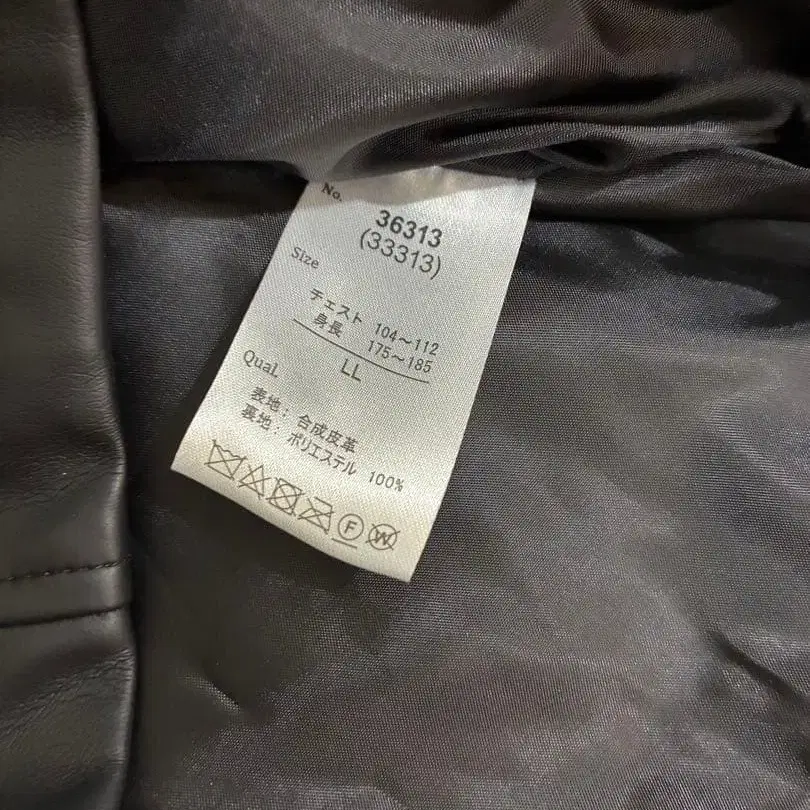 No.
36313
(33313)
Size
チェスト 104～112
身長 175～185
LL
QuaL
表地：合成皮革
裏地：ポリエステル 100%
F W